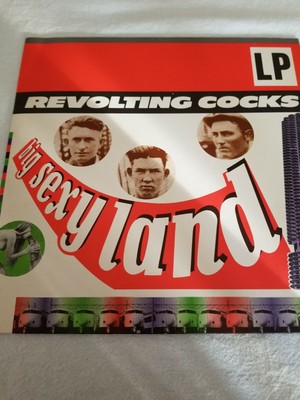 LP
REVOLTING COCKS
big sexy land